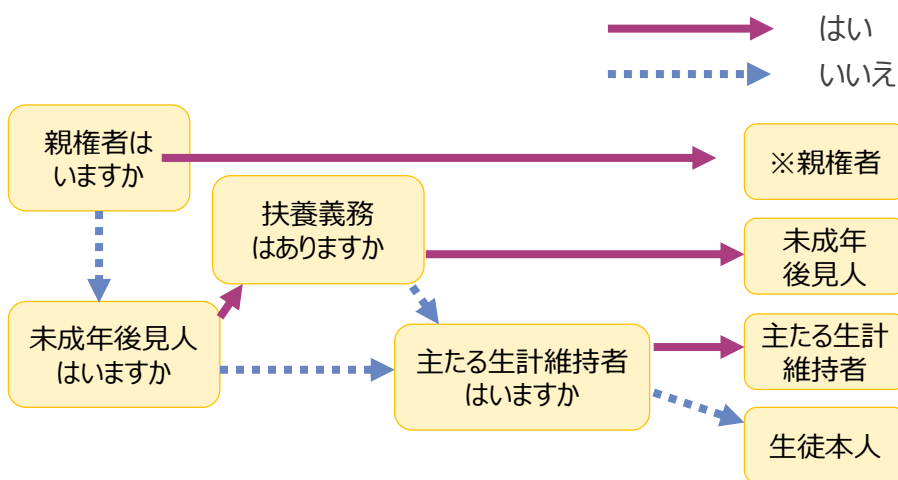 はい
いいえ
親権者は
いますか
※親権者
扶養義務
はありますか
未成年
後見人
未成年後見人
はいますか
主たる生計維持者
はいますか
主たる生計
維持者
生徒本人